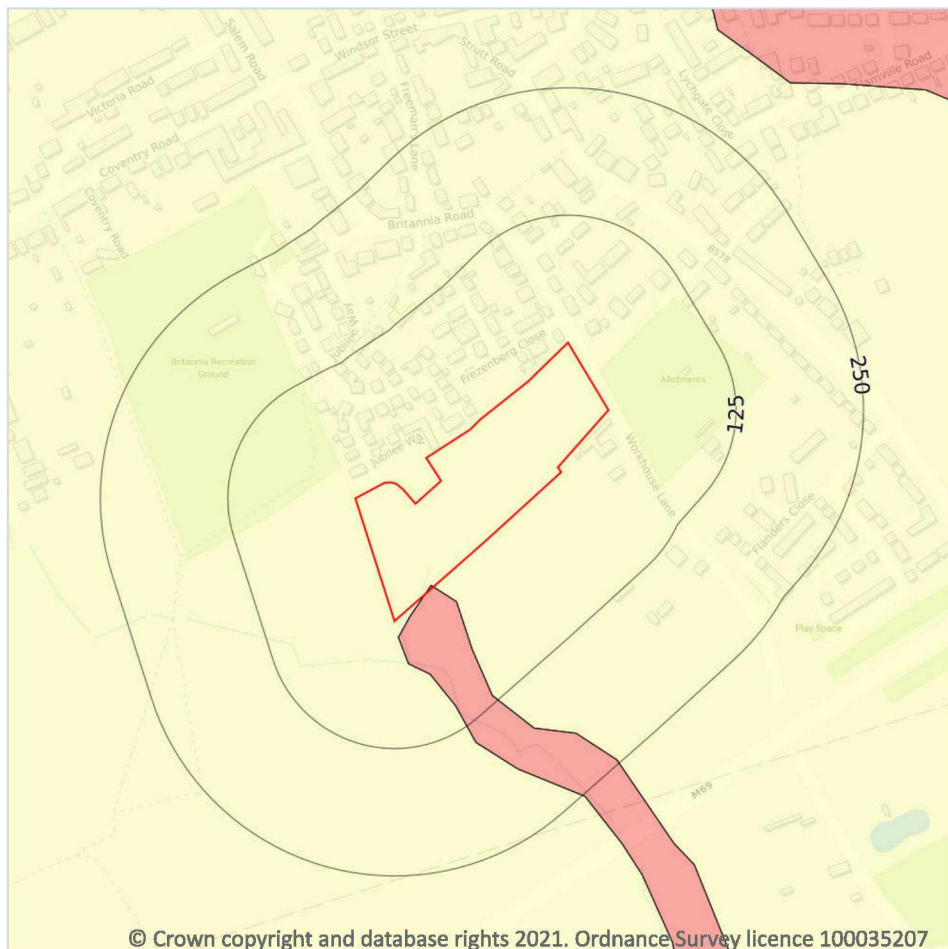 Salem Road
Windsor Street
Strutt Road
Hamville Road
Victoria Road
Freeman's Lane
Lychgate Close
Coventry Road
Coventry Road
Britannia Road
B578
Jubilee Way
Britannia Recreation
Ground
Frezenberg Close
Allotments
250
125
Jubilee W
Workhouse Lane
Flanders Close
Play Space
M69
© Crown copyright and database rights 2021. Ordnance Survey licence 100035207